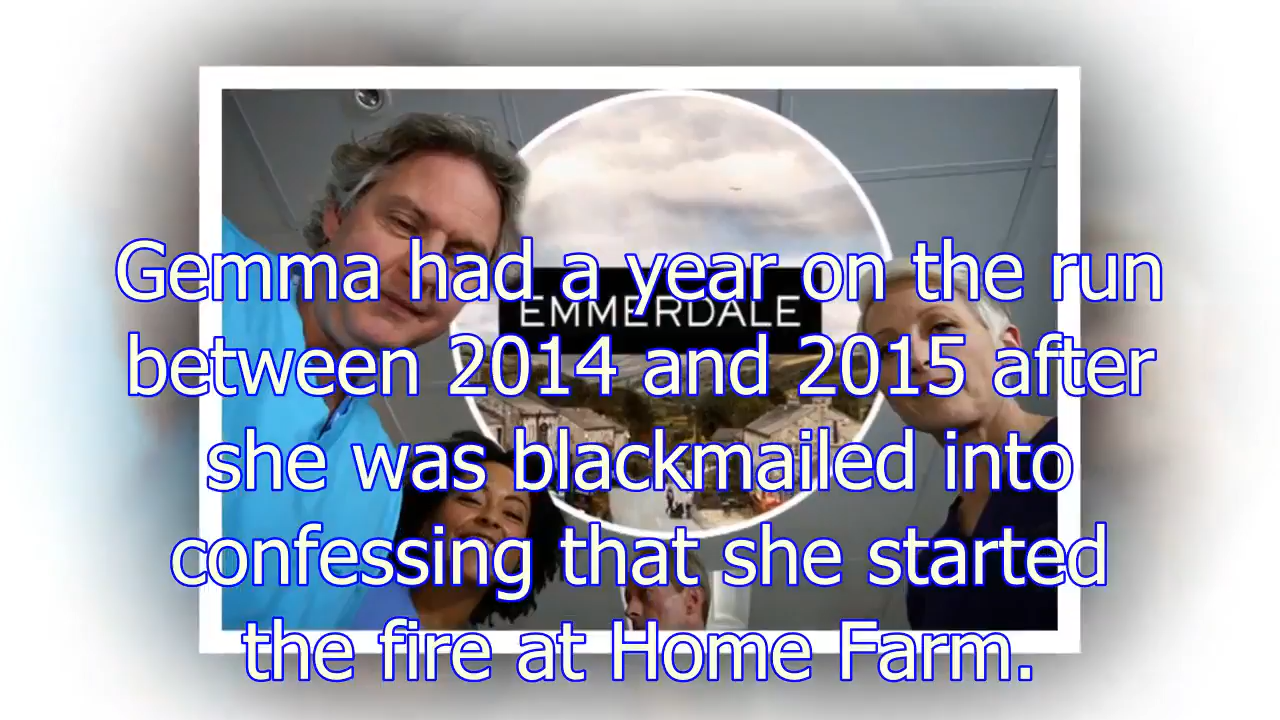 Gemma had a year on the run
EMMERDALE
between 2014 and 2015 after
she was blackmailed into
confessing that she started
the fire at Home Farm.